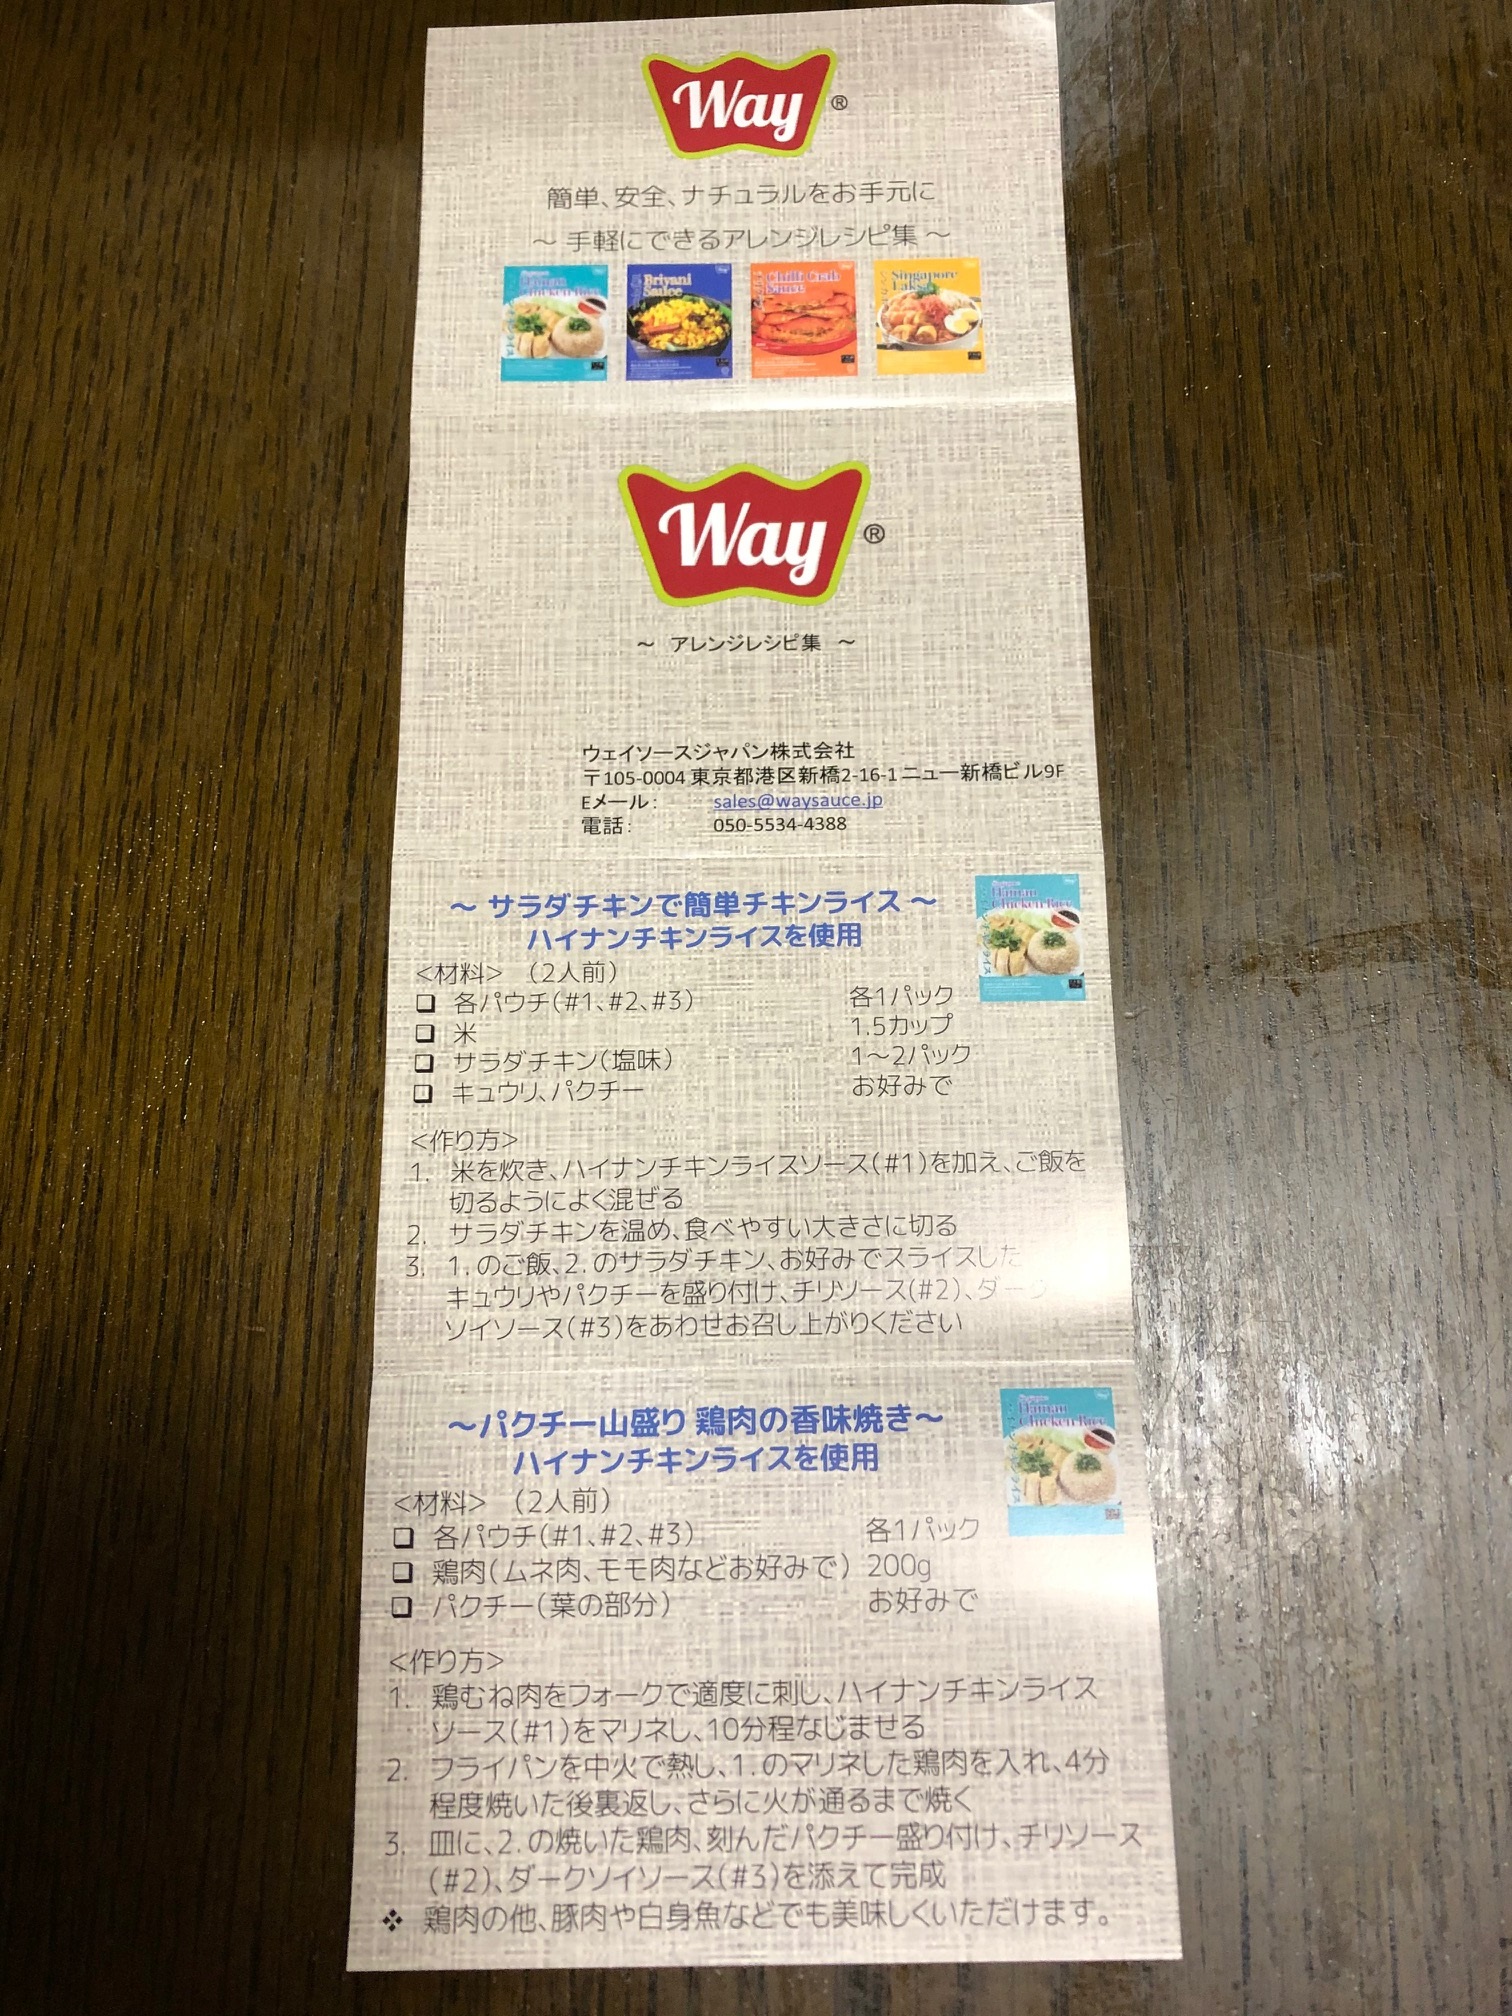 Way®
簡単、安全、ナチュラルをお手元に
～ 手軽にできるアレンジレシピ集 ～
Hainan
Chicken Rice
Briyani
Sauce
Chilli Crab
Sauce
Singapore
Laksa
Way®
～ アレンジレシピ集 ～
ウェイソースジャパン株式会社
〒105-0004 東京都港区新橋2-16-1 ニュー新橋ビル9F
Eメール： sales@waysauce.jp
電話： 050-5534-4388
～ サラダチキンで簡単チキンライス ～
ハイナンチキンライスを使用
Hainan
Chicken Rice
<材料> （2人前）
❑ 各パウチ（#1、#2、#3） 各1パック
❑ 米 1.5カップ
❑ サラダチキン（塩味） 1～2パック
❑ キュウリ、パクチー お好みで
<作り方>
1. 米を炊き、ハイナンチキンライスソース（#1）を加え、ご飯を
切るようによく混ぜる
2. サラダチキンを温め、食べやすい大きさに切る
3. 1.のご飯、2.のサラダチキン、お好みでスライスした
キュウリやパクチーを盛り付け、チリソース（#2）、ダーク
ソイソース（#3）をあわせお召し上がりください
～パクチー山盛り 鶏肉の香味焼き～
ハイナンチキンライスを使用
Hainan
Chicken Rice
<材料> （2人前）
❑ 各パウチ（#1、#2、#3） 各1パック
❑ 鶏肉（ムネ肉、モモ肉などお好みで） 200g
❑ パクチー（葉の部分） お好みで
<作り方>
1. 鶏むね肉をフォークで適度に刺し、ハイナンチキンライス
ソース（#1）をマリネし、10分程なじませる
2. フライパンを中火で熱し、1.のマリネした鶏肉を入れ、4分
程度焼いた後裏返し、さらに火が通るまで焼く
3. 皿に、2.の焼いた鶏肉、刻んだパクチー盛り付け、チリソース
（#2）、ダークソイソース（#3）を添えて完成
❖ 鶏肉の他、豚肉や白身魚などでも美味しくいただけます。